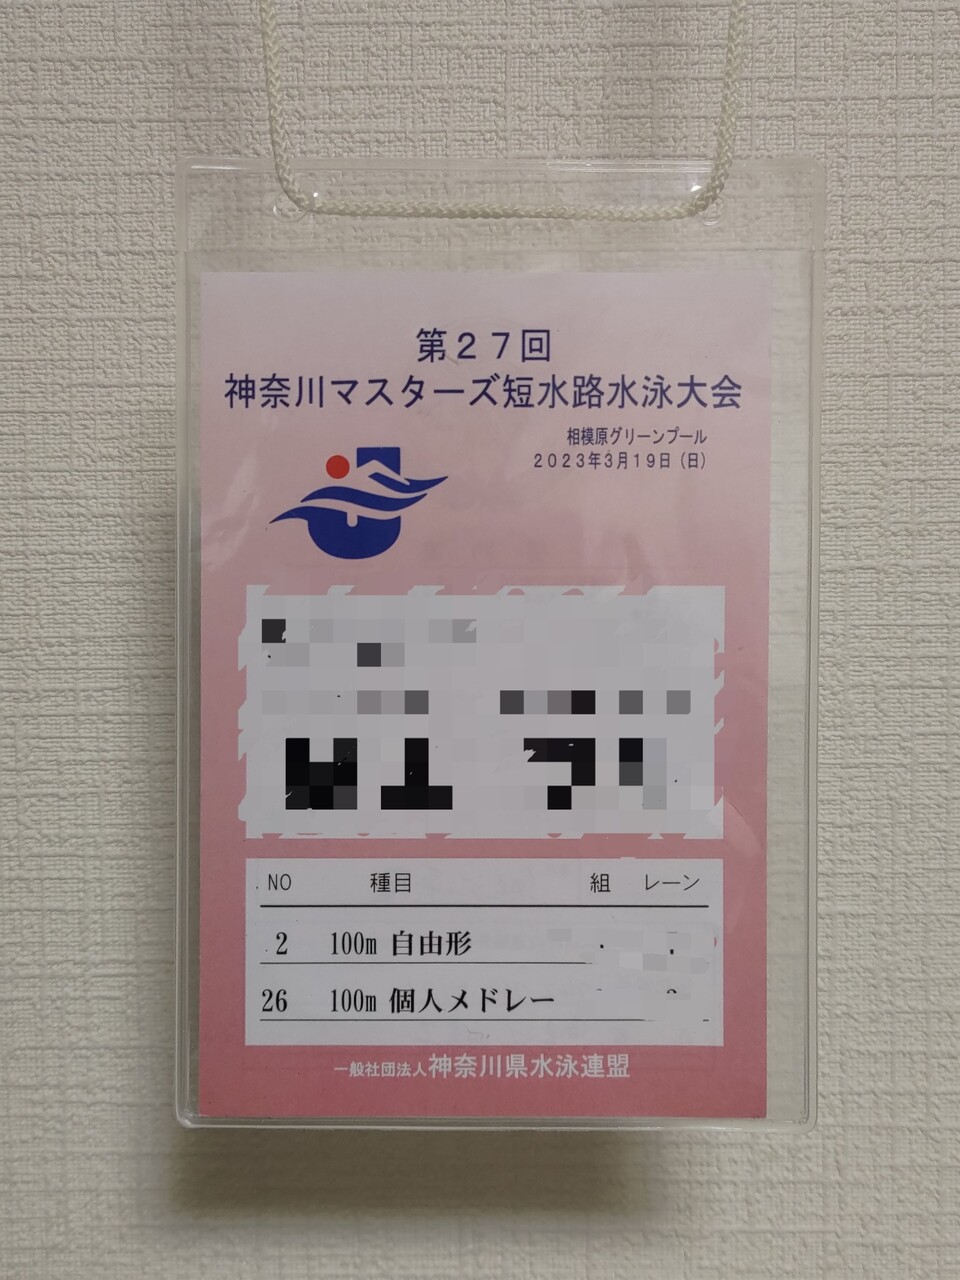 第２７回
神奈川マスターズ短水路水泳大会
相模原グリーンプール
２０２３年３月１９日（日）
NO 種目 組 レーン
2 100m 自由形
26 100m 個人メドレー
一般社団法人神奈川県水泳連盟